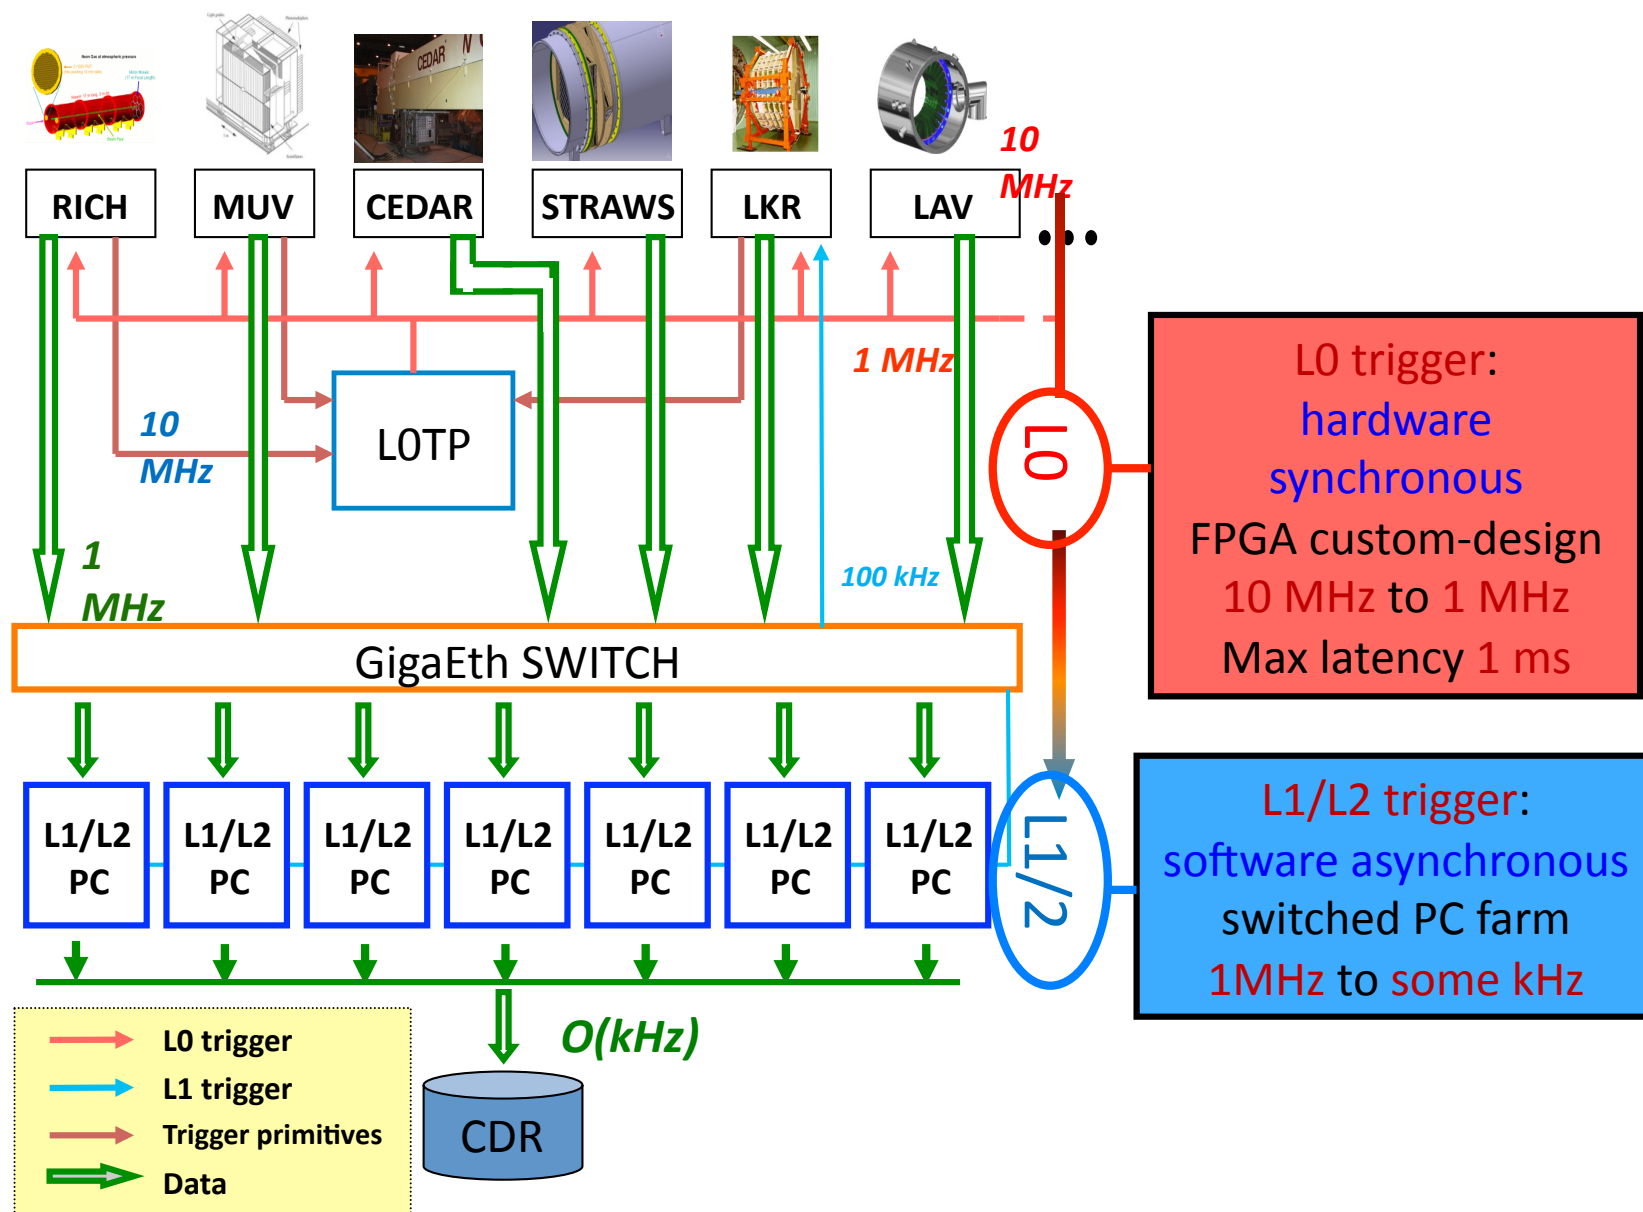 CEDAR
RICH
MUV
CEDAR
STRAWS
LKR
LAV
10
MHz
1 MHz
10
MHz
L0TP
L0
1
MHz
100 kHz
GigaEth SWITCH
L0 trigger:
hardware
synchronous
FPGA custom-design
10 MHz to 1 MHz
Max latency 1 ms
L1/L2
PC
L1/L2
PC
L1/L2
PC
L1/L2
PC
L1/L2
PC
L1/L2
PC
L1/L2
PC
L1/2
L1/L2 trigger:
software asynchronous
switched PC farm
1MHz to some kHz
L0 trigger
L1 trigger
Trigger primitives
Data
O(kHz)
CDR